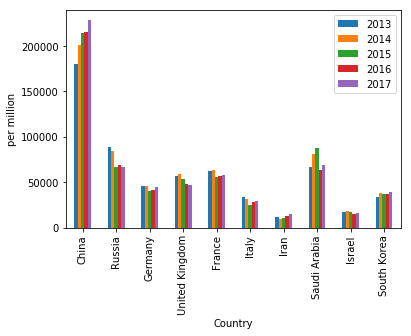 2013
2014
2015
2016
2017
per million
200000
150000
100000
50000
0
China
Russia
Germany
United Kingdom
France
Italy
Iran
Saudi Arabia
Israel
South Korea
Country